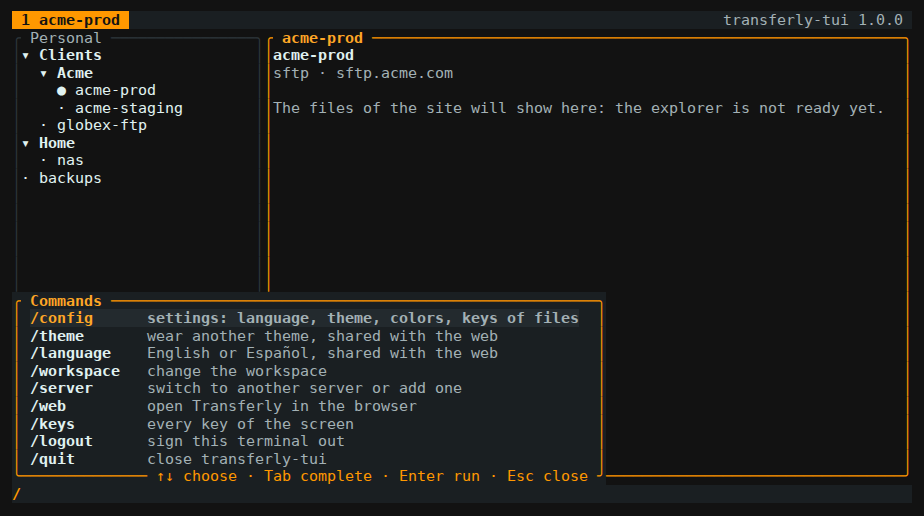 1 acme-prod
transferly-tui 1.0.0
Personal
▾ Clients
▾ Acme
● acme-prod
· acme-staging
· globex-ftp
▾ Home
· nas
· backups
acme-prod
acme-prod
sftp · sftp.acme.com
The files of the site will show here: the explorer is not ready yet.
Commands
/config settings: language, theme, colors, keys of files
/theme wear another theme, shared with the web
/language English or Español, shared with the web
/workspace change the workspace
/server switch to another server or add one
/web open Transferly in the browser
/keys every key of the screen
/logout sign this terminal out
/quit close transferly-tui
↑↓ choose · Tab complete · Enter run · Esc close
/